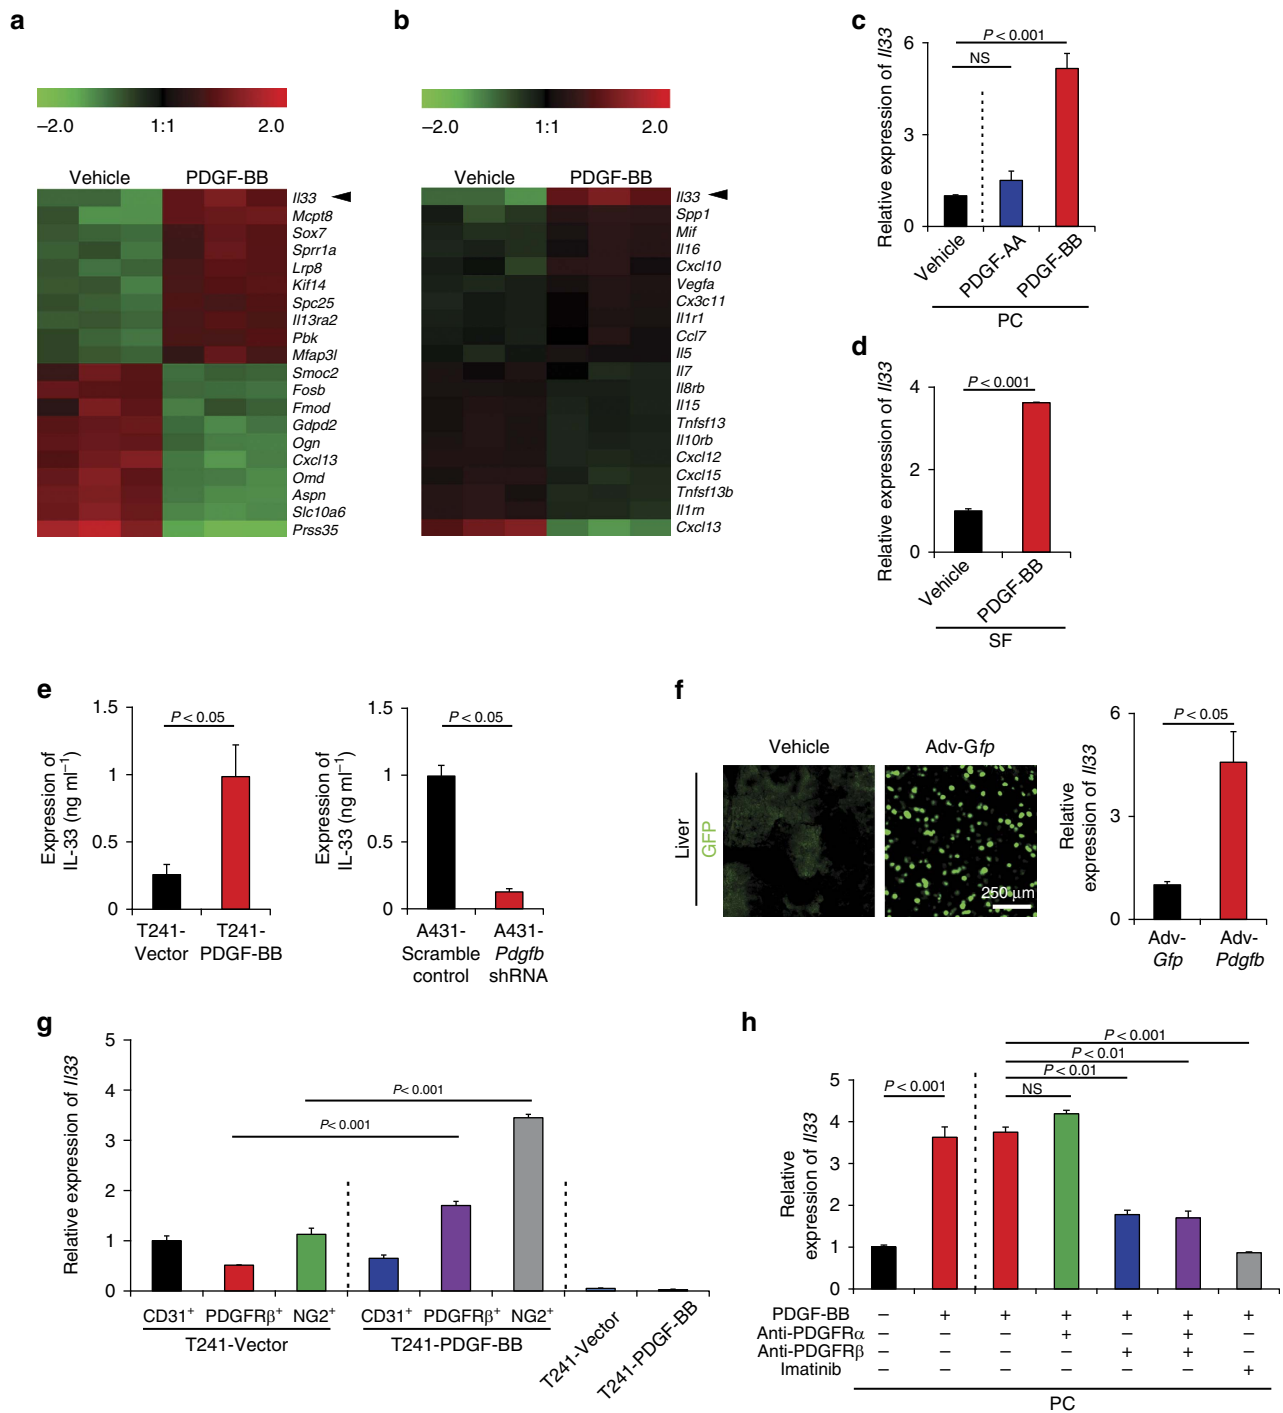 a
−2.0 1:1 2.0
Vehicle PDGF-BB
Il33
Mcpt8
Sox7
Sprr1a
Lrp8
Kif14
Spc25
Il13ra2
Pbk
Mfap3l
Smoc2
Fosb
Fmod
Gdpd2
Ogn
Cxcl13
Omd
Aspn
Slc10a6
Prss35
b
−2.0 1:1 2.0
Vehicle PDGF-BB
Il33
Spp1
Mif
Il16
Cxcl10
Vegfa
Cx3c11
Il1r1
Ccl7
Il5
Il7
Il8rb
Il15
Tnfsf13
Il10rb
Cxcl12
Cxcl15
Tnfsf13b
Il1rn
Cxcl13
c
Relative expression of Il33
6
3
0
P < 0.001
NS
Vehicle
PDGF-AA
PDGF-BB
PC
d
Relative expression of Il33
4
2
0
P < 0.001
Vehicle
PDGF-BB
SF
e
Expression of
IL-33 (ng ml⁻¹)
1.5
1
0.5
0
P < 0.05
T241-
Vector
T241-
PDGF-BB
Expression of
IL-33 (ng ml⁻¹)
1.5
1
0.5
0
P < 0.05
A431-
Scramble
control
A431-
Pdgfb
shRNA
f
Vehicle Adv-Gfp
Liver
GFP
250 μm
Relative
expression of Il33
6
3
0
P < 0.05
Adv-
Gfp
Adv-
Pdgfb
g
Relative expression of Il33
5
4
3
2
1
0
P < 0.001
P < 0.001
CD31⁺ PDGFRβ⁺ NG2⁺
T241-Vector
CD31⁺ PDGFRβ⁺ NG2⁺
T241-PDGF-BB
T241-Vector
T241-PDGF-BB
h
Relative
expression of Il33
5
4
3
2
1
0
P < 0.001
P < 0.001
P < 0.01
P < 0.01
NS
PDGF-BB − + + + + + +
Anti-PDGFRα − − − + − + −
Anti-PDGFRβ − − − − + + −
Imatinib − − − − − − +
PC